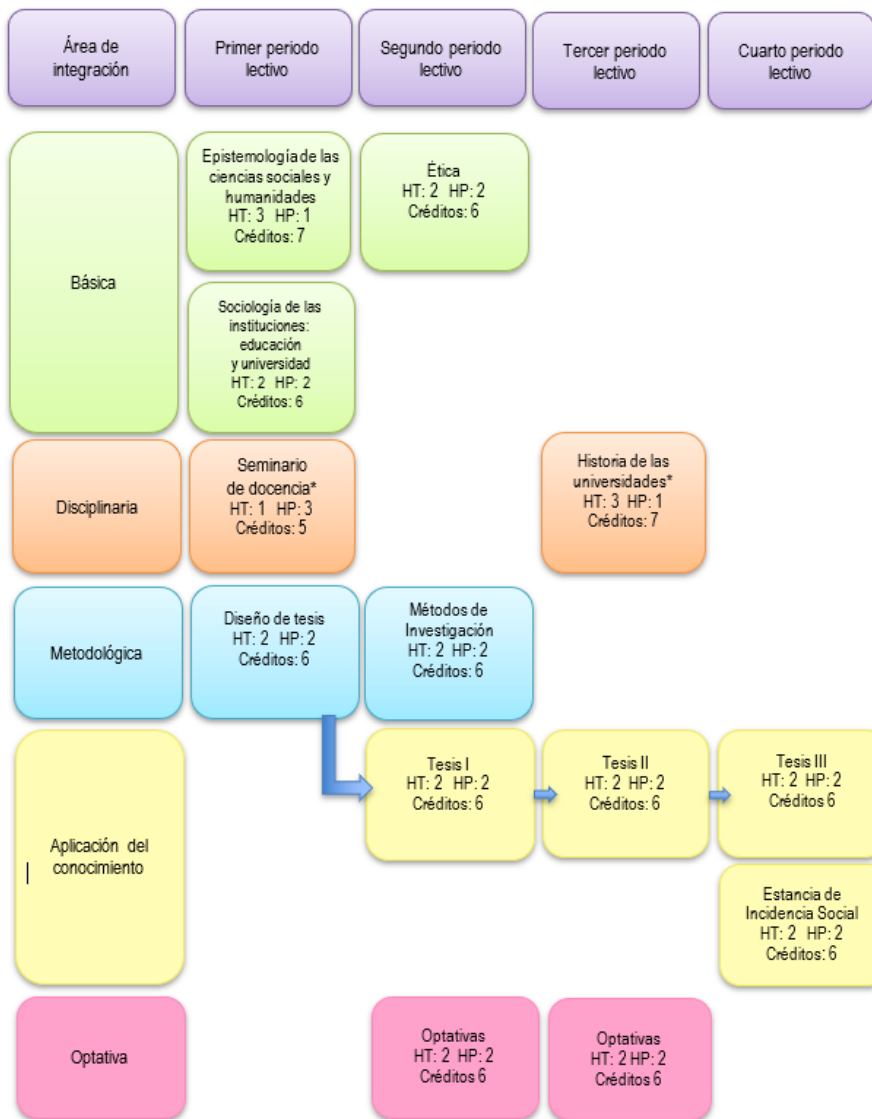 Área de
integración
Primer periodo
lectivo
Segundo periodo
lectivo
Tercer periodo
lectivo
Cuarto periodo
lectivo
Básica
Epistemología de las
ciencias sociales y
humanidades
HT: 3 HP: 1
Créditos: 7
Ética
HT: 2 HP: 2
Créditos: 6
Sociología de las
instituciones:
educación
y universidad
HT: 2 HP: 2
Créditos: 6
Disciplinaria
Seminario
de docencia*
HT: 1 HP: 3
Créditos: 5
Historia de las
universidades*
HT: 3 HP: 1
Créditos: 7
Metodológica
Diseño de tesis
HT: 2 HP: 2
Créditos: 6
Métodos de
Investigación
HT: 2 HP: 2
Créditos: 6
Aplicación del
conocimiento
Tesis I
HT: 2 HP: 2
Créditos: 6
Tesis II
HT: 2 HP: 2
Créditos: 6
Tesis III
HT: 2 HP: 2
Créditos 6
Estancia de
Incidencia Social
HT: 2 HP: 2
Créditos: 6
Optativa
Optativas
HT: 2 HP: 2
Créditos 6
Optativas
HT: 2 HP: 2
Créditos 6